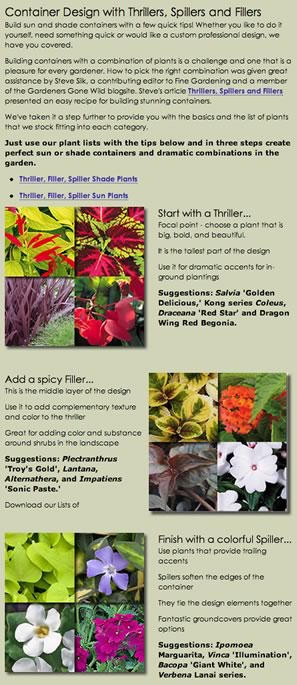 Container Design with Thrillers, Spillers and Fillers
Build sun and shade containers with a few quick tips! Whether you like to do it
yourself, need something quick or would like a custom professional design, we
have you covered.
Building containers with a combination of plants is a challenge and one that is a
pleasure for every gardener. How to pick the right combination was given great
assistance by Steve Silk, a contributing editor to Fine Gardening and a member
of the Gardeners Gone Wild blogsite. Steve's article Thrillers, Spillers and Fillers
presented an easy recipe for building stunning containers.
We've taken it a step further to provide you with the basics and the list of plants
that we stock fitting into each category.
Just use our plant lists with the tips below and in three steps create
perfect sun or shade containers and dramatic combinations in the
garden.
• Thriller, Filler, Spiller Shade Plants
• Thriller, Filler, Spiller Sun Plants
Start with a Thriller...
Focal point - choose a plant that is
big, bold, and beautiful.
It is the tallest part of the design
Use it for dramatic accents for in-
ground plantings
Suggestions: Salvia 'Golden
Delicious,' Kong series Coleus,
Draceana 'Red Star' and Dragon
Wing Red Begonia.
Add a spicy Filler...
This is the middle layer of the design
Use it to add complementary texture
and color to the thriller
Great for adding color and substance
around shrubs in the landscape
Suggestions: Plectranthrus
'Troy's Gold', Lantana,
Alternathera, and Impatiens
'Sonic Paste.'
Download our Lists of
Finish with a colorful Spiller...
Use plants that provide trailing
accents
Spillers soften the edges of the
container
They tie the design elements together
Fantastic groundcovers provide great
options
Suggestions: Ipomoea
Marguarita, Vinca 'Illumination',
Bacopa 'Giant White', and
Verbena Lanai series.